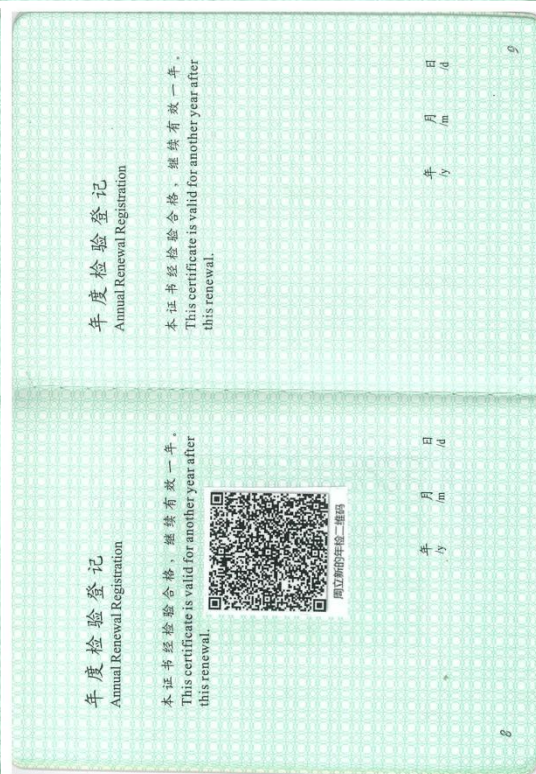 年度检验登记
Annual Renewal Registration
本证书经检验合格，继续有效一年。
This certificate is valid for another year after
this renewal.
周立新的年检二维码
年 月 日
/y /m /d
8
年度检验登记
Annual Renewal Registration
本证书经检验合格，继续有效一年。
This certificate is valid for another year after
this renewal.
年 月 日
/y /m /d
9